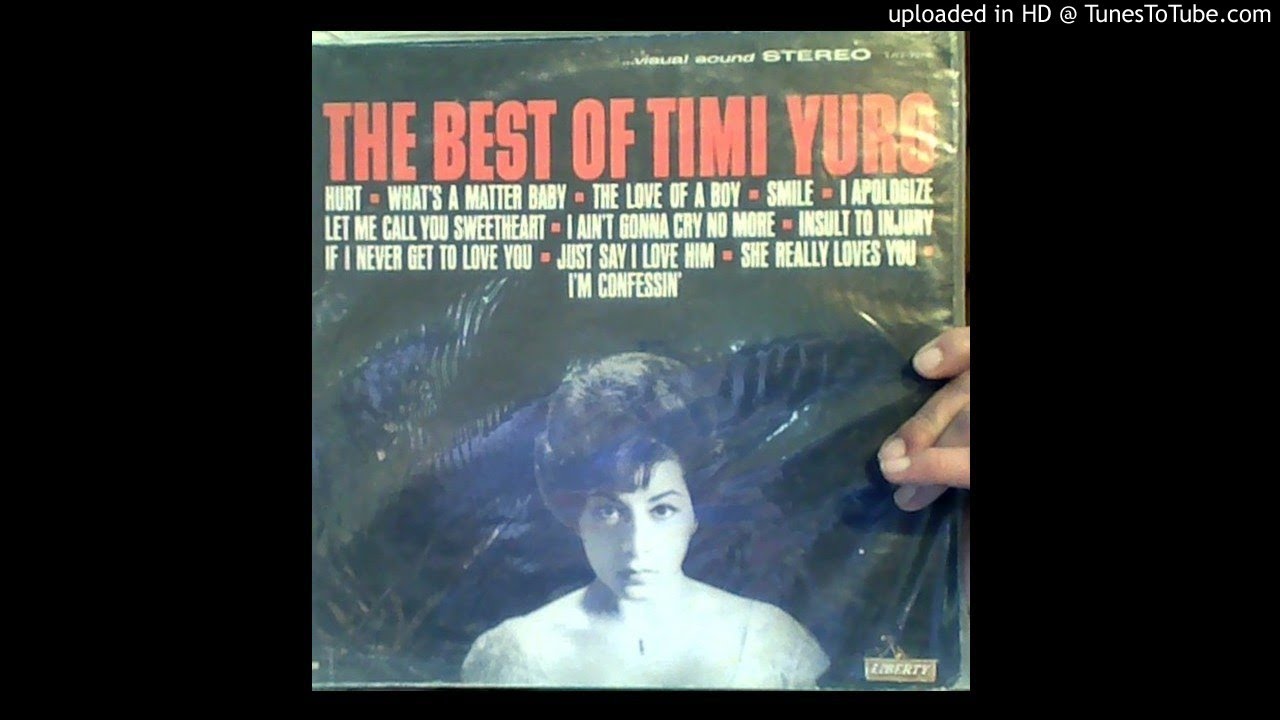 uploaded in HD @ TunesToTube.com
...visual sound STEREO
THE BEST OF TIMI YURO
HURT ▪ WHAT'S A MATTER BABY ▪ THE LOVE OF A BOY ▪ SMILE ▪ I APOLOGIZE
LET ME CALL YOU SWEETHEART ▪ I AIN'T GONNA CRY NO MORE ▪ INSULT TO INJURY
IF I NEVER GET TO LOVE YOU ▪ JUST SAY I LOVE HIM ▪ SHE REALLY LOVES YOU ▪
I'M CONFESSIN'
LIBERTY